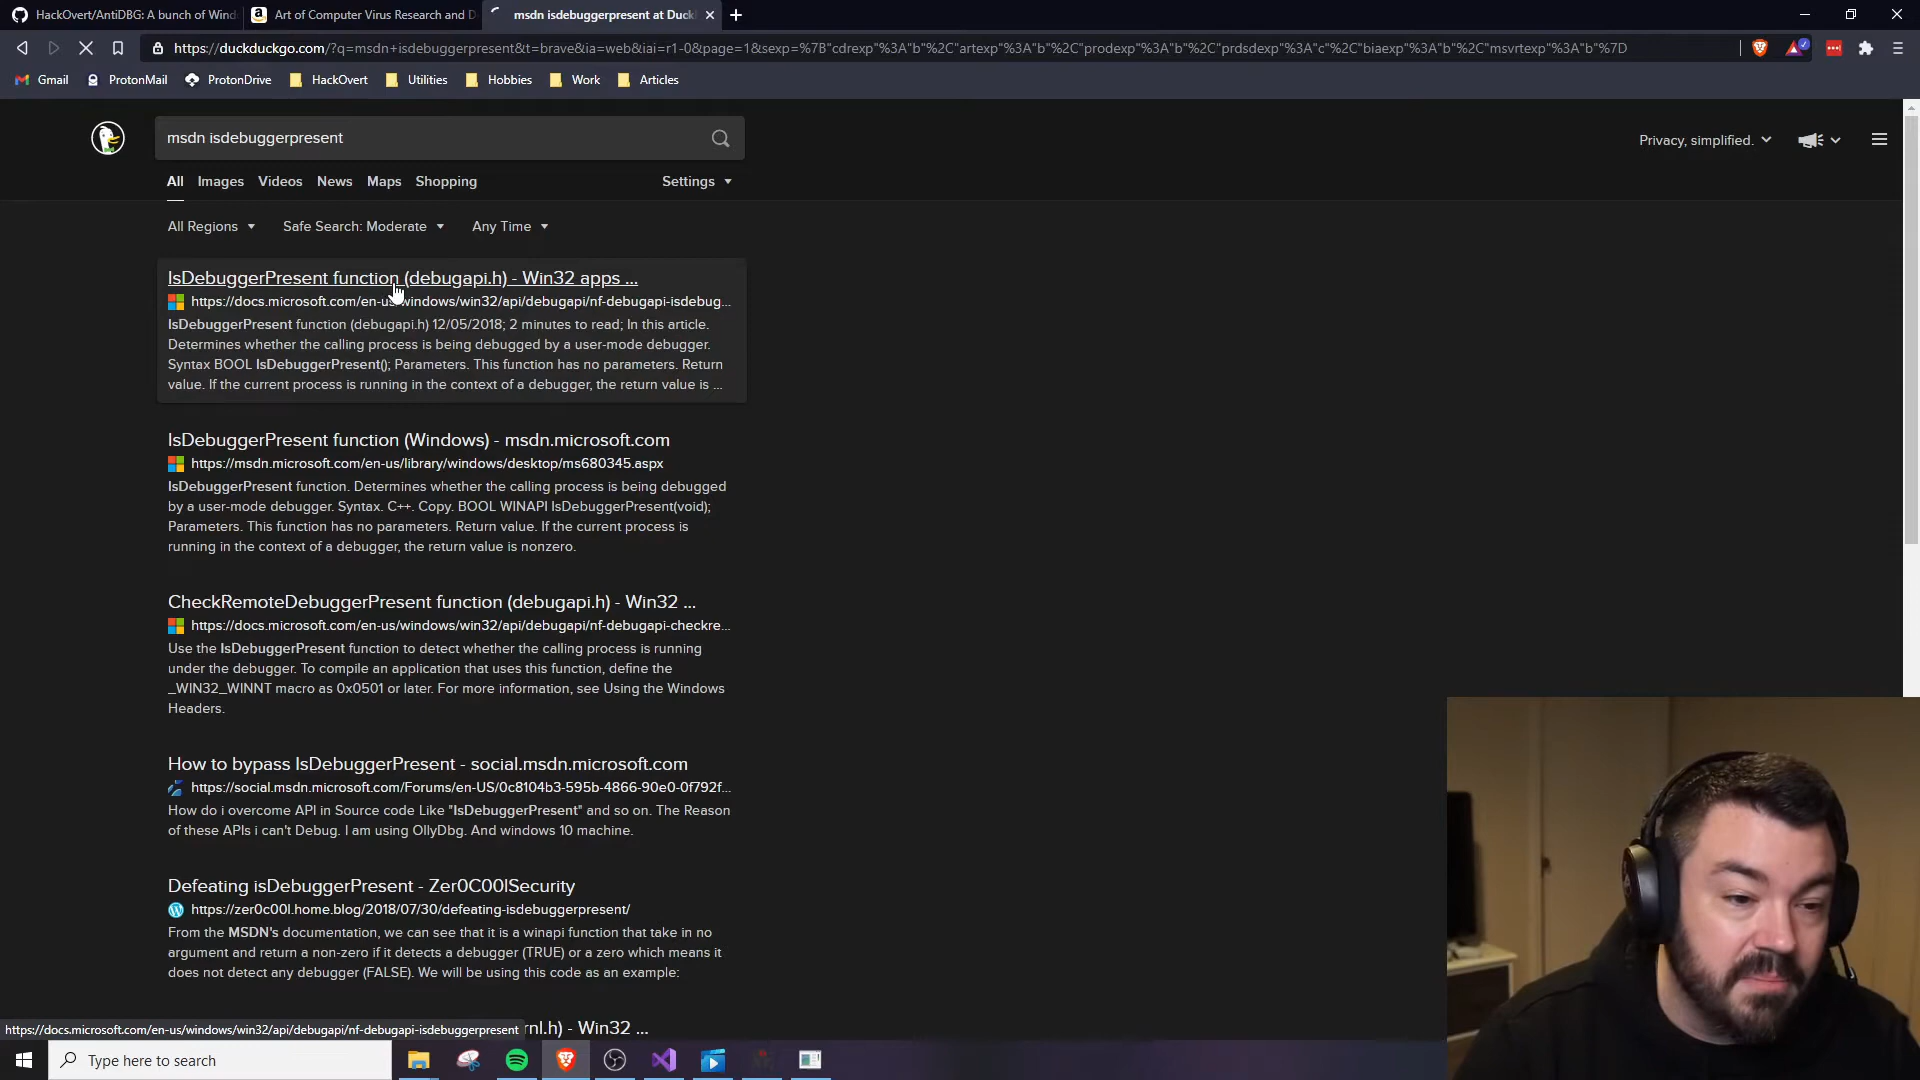 HackOvert/AntiDBG: A bunch of Wind
Art of Computer Virus Research and D
msdn isdebuggerpresent at Duck
https://duckduckgo.com/?q=msdn+isdebuggerpresent&t=brave&ia=web&iai=r1-0&page=1&sexp=%7B"cdrexp"%3A"b"%2C"artexp"%3A"b"%2C"prodexp"%3A"b"%2C"prdsdexp"%3A"c"%2C"biaexp"%3A"b"%2C"msvrtexp"%3A"b"%7D
Gmail ProtonMail ProtonDrive HackOvert Utilities Hobbies Work Articles
msdn isdebuggerpresent
Privacy, simplified.
All Images Videos News Maps Shopping Settings
All Regions Safe Search: Moderate Any Time
IsDebuggerPresent function (debugapi.h) - Win32 apps ...
https://docs.microsoft.com/en-us/windows/win32/api/debugapi/nf-debugapi-isdebug...
IsDebuggerPresent function (debugapi.h) 12/05/2018; 2 minutes to read; In this article.
Determines whether the calling process is being debugged by a user-mode debugger.
Syntax BOOL IsDebuggerPresent(); Parameters. This function has no parameters. Return
value. If the current process is running in the context of a debugger, the return value is ...
IsDebuggerPresent function (Windows) - msdn.microsoft.com
https://msdn.microsoft.com/en-us/library/windows/desktop/ms680345.aspx
IsDebuggerPresent function. Determines whether the calling process is being debugged
by a user-mode debugger. Syntax. C++. Copy. BOOL WINAPI IsDebuggerPresent(void);
Parameters. This function has no parameters. Return value. If the current process is
running in the context of a debugger, the return value is nonzero.
CheckRemoteDebuggerPresent function (debugapi.h) - Win32 ...
https://docs.microsoft.com/en-us/windows/win32/api/debugapi/nf-debugapi-checkre...
Use the IsDebuggerPresent function to detect whether the calling process is running
under the debugger. To compile an application that uses this function, define the
_WIN32_WINNT macro as 0x0501 or later. For more information, see Using the Windows
Headers.
How to bypass IsDebuggerPresent - social.msdn.microsoft.com
https://social.msdn.microsoft.com/Forums/en-US/0c8104b3-595b-4866-90e0-0f792f...
How do i overcome API in Source code Like "IsDebuggerPresent" and so on. The Reason
of these APIs i can't Debug. I am using OllyDbg. And windows 10 machine.
Defeating isDebuggerPresent - Zer0C00lSecurity
https://zer0c00l.home.blog/2018/07/30/defeating-isdebuggerpresent/
From the MSDN's documentation, we can see that it is a winapi function that take in no
argument and return a non-zero if it detects a debugger (TRUE) or a zero which means it
does not detect any debugger (FALSE). We will be using this code as an example:
https://docs.microsoft.com/en-us/windows/win32/api/debugapi/nf-debugapi-isdebuggerpresent
rnl.h) - Win32 ...
Type here to search